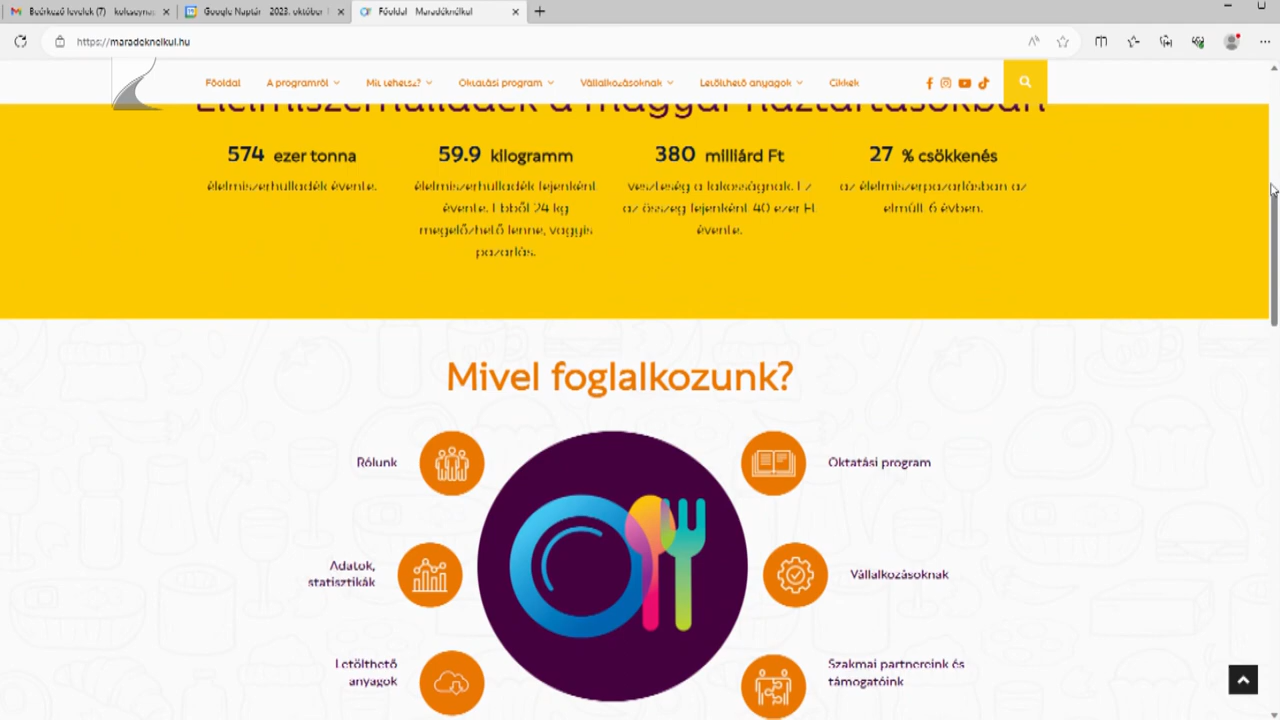 Beérkező levelek (7)
Google Naptár - 2023. október
Főoldal - Maradéknélkül
https://maradeknelkul.hu
Főoldal A programról Mit tehetsz? Oktatási program Vállalkozásoknak Letölthető anyagok Cikkek
Élelmiszerhulladék a magyar háztartásokban
574 ezer tonna
élelmiszerhulladék évente.
59.9 kilogramm
élelmiszerhulladék fejenként
évente. Ebből 24 kg
megelőzhető lenne, vagyis
pazarlás.
380 milliárd Ft
veszteség a lakosságnak. Ez
az összeg fejenként 40 ezer Ft
évente.
27 % csökkenés
az élelmiszerpazarlásban az
elmúlt 6 évben.
Mivel foglalkozunk?
Rólunk
Oktatási program
Adatok,
statisztikák
Vállalkozásoknak
Letölthető
anyagok
Szakmai partnereink és
támogatóink